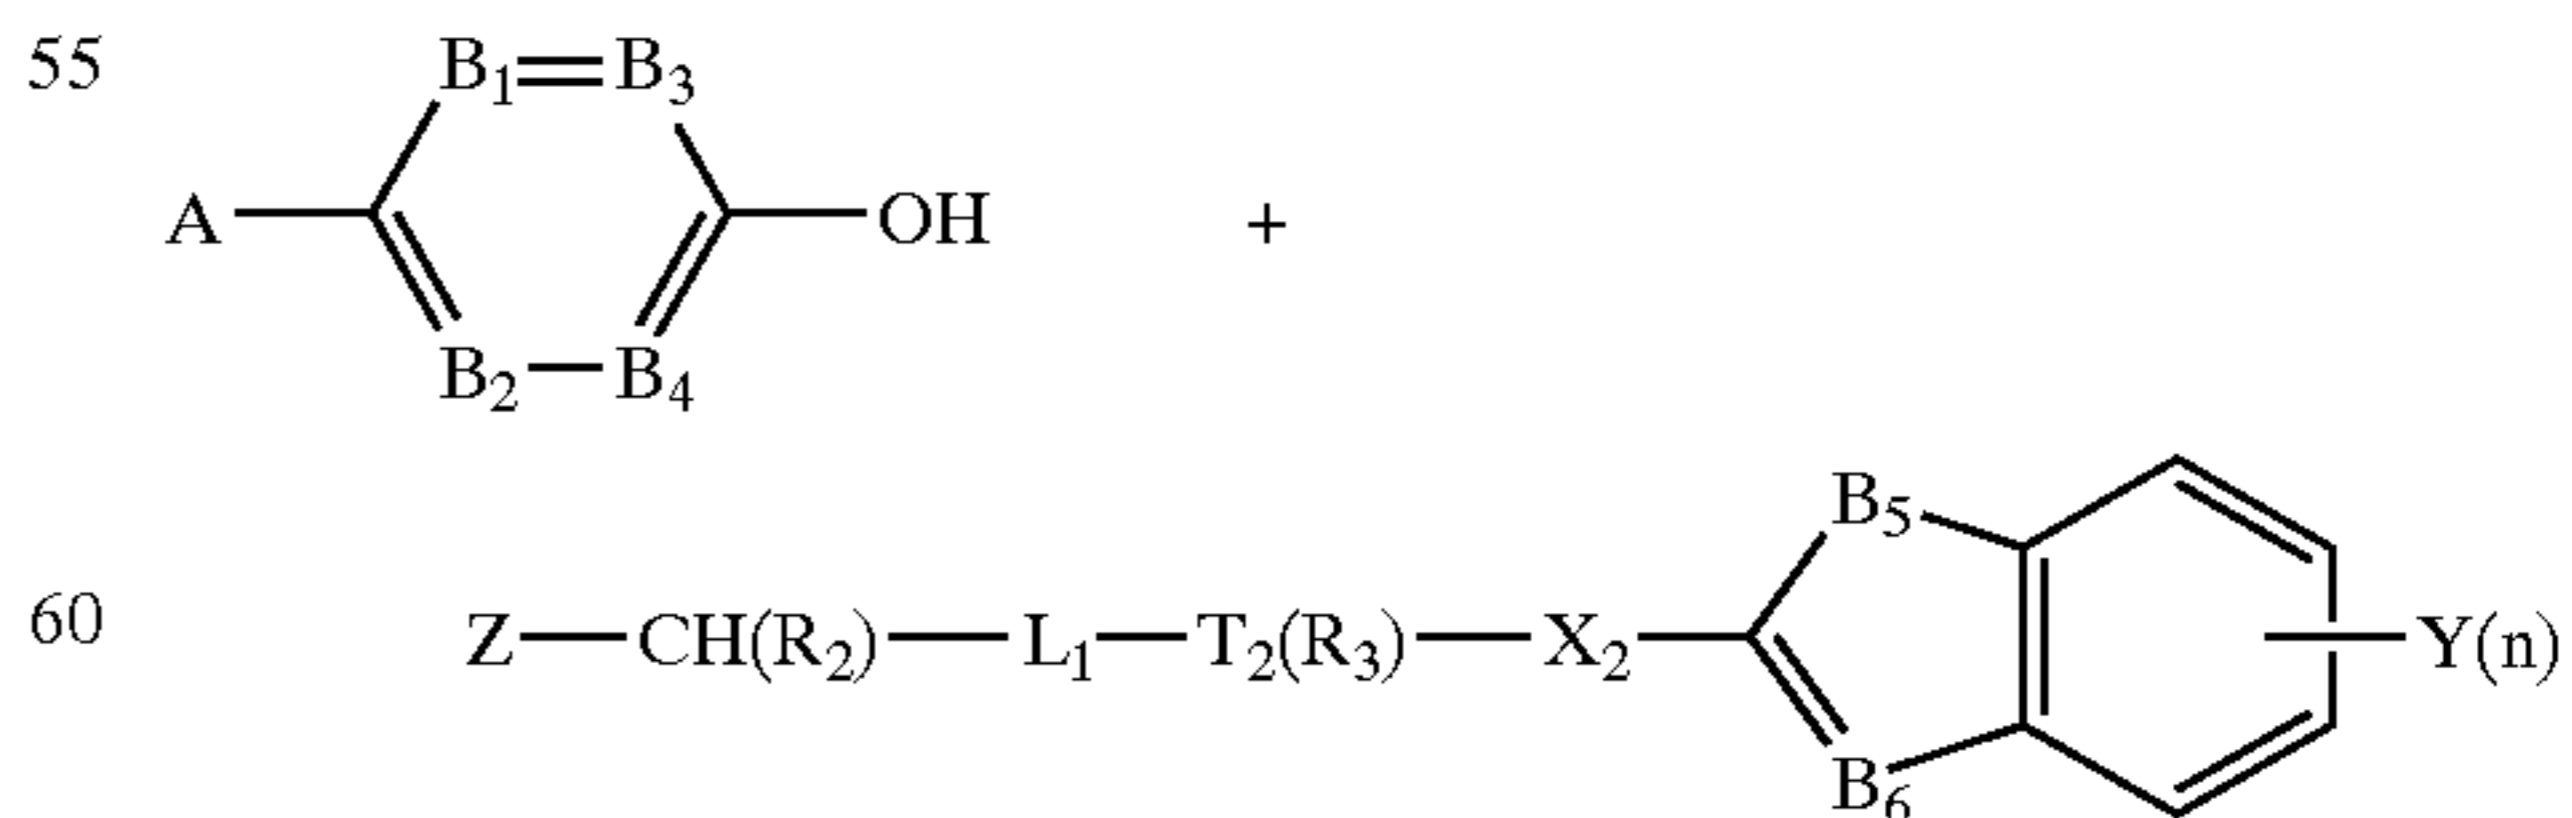 55 B1 B3
A OH +
B2 B4
B5
60 Z CH(R2) L1 T2(R3) X2 Y(n)
B6